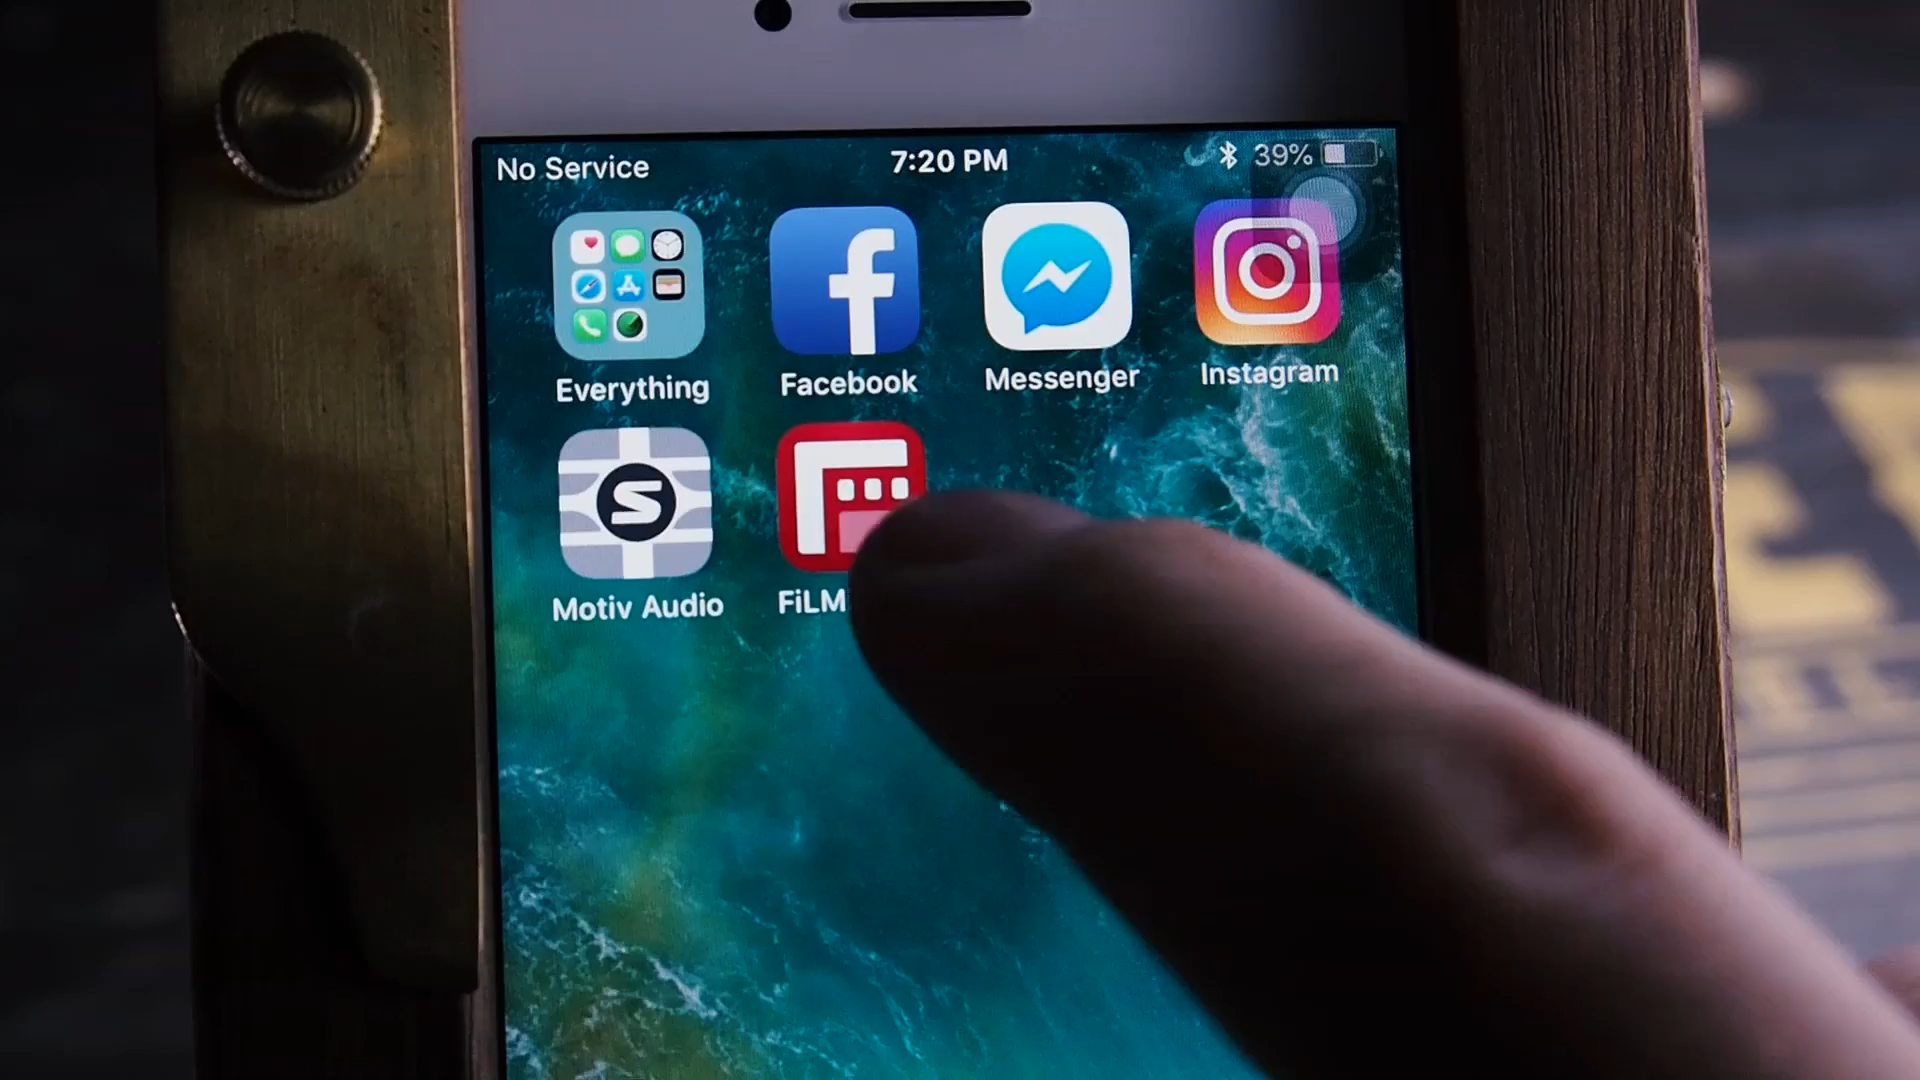 No Service 7:20 PM 39%
Everything Facebook Messenger Instagram
Motiv Audio FiLM